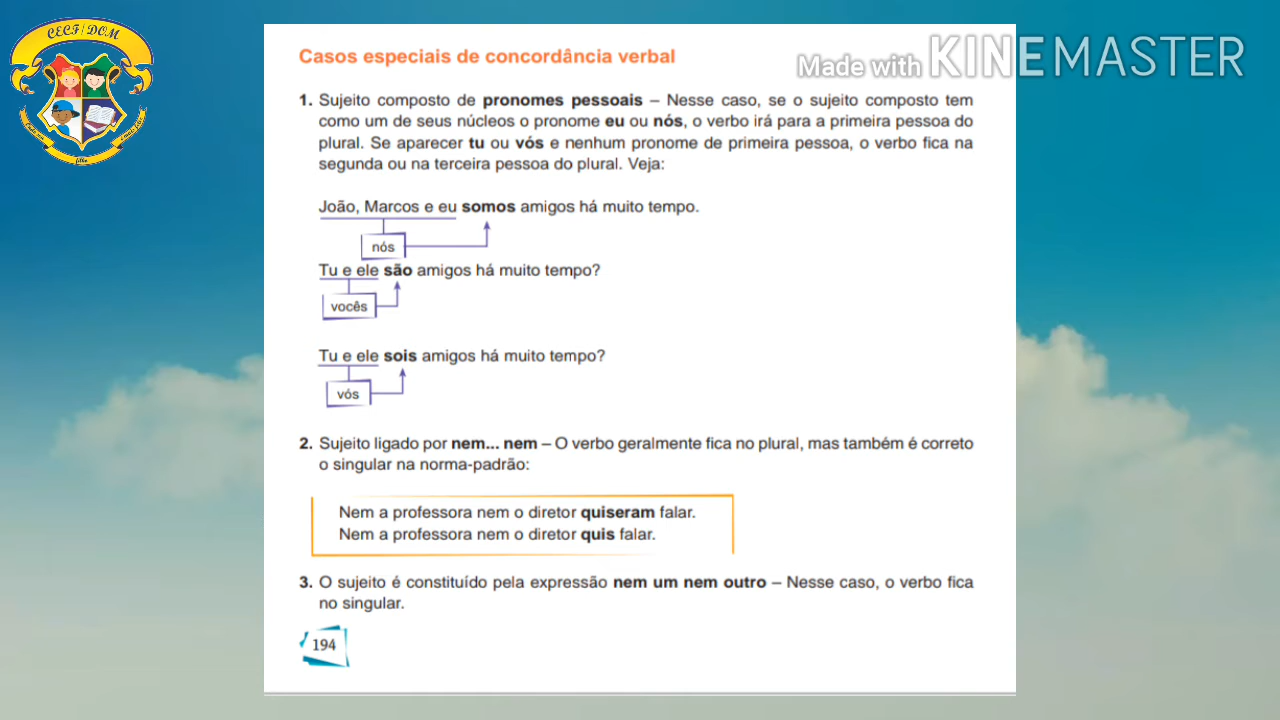 CECF/DOM
Made with KINEMASTER
Casos especiais de concordância verbal
1. Sujeito composto de pronomes pessoais – Nesse caso, se o sujeito composto tem
como um de seus núcleos o pronome eu ou nós, o verbo irá para a primeira pessoa do
plural. Se aparecer tu ou vós e nenhum pronome de primeira pessoa, o verbo fica na
segunda ou na terceira pessoa do plural. Veja:
João, Marcos e eu somos amigos há muito tempo.
nós
Tu e ele são amigos há muito tempo?
vocês
Tu e ele sois amigos há muito tempo?
vós
2. Sujeito ligado por nem... nem – O verbo geralmente fica no plural, mas também é correto
o singular na norma-padrão:
Nem a professora nem o diretor quiseram falar.
Nem a professora nem o diretor quis falar.
3. O sujeito é constituído pela expressão nem um nem outro – Nesse caso, o verbo fica
no singular.
194